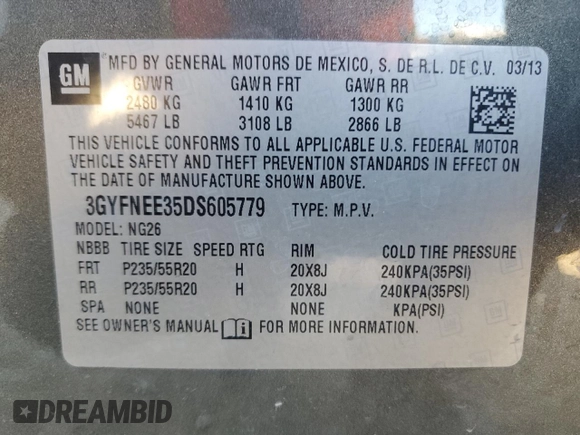 GM MFD BY GENERAL MOTORS DE MEXICO, S. DE R.L. DE C.V. 03/13
GVWR GAWR FRT GAWR RR
2480 KG 1410 KG 1300 KG
5467 LB 3108 LB 2866 LB
THIS VEHICLE CONFORMS TO ALL APPLICABLE U.S. FEDERAL MOTOR
VEHICLE SAFETY AND THEFT PREVENTION STANDARDS IN EFFECT ON
THE DATE OF MANUFACTURE SHOWN ABOVE.
3GYFNEE35DS605779 TYPE: M.P.V.
MODEL: NG26
NBBB TIRE SIZE SPEED RTG RIM COLD TIRE PRESSURE
FRT P235/55R20 H 20X8J 240KPA(35PSI)
RR P235/55R20 H 20X8J 240KPA(35PSI)
SPA NONE NONE KPA(PSI)
SEE OWNER'S MANUAL FOR MORE INFORMATION.
DREAMBID